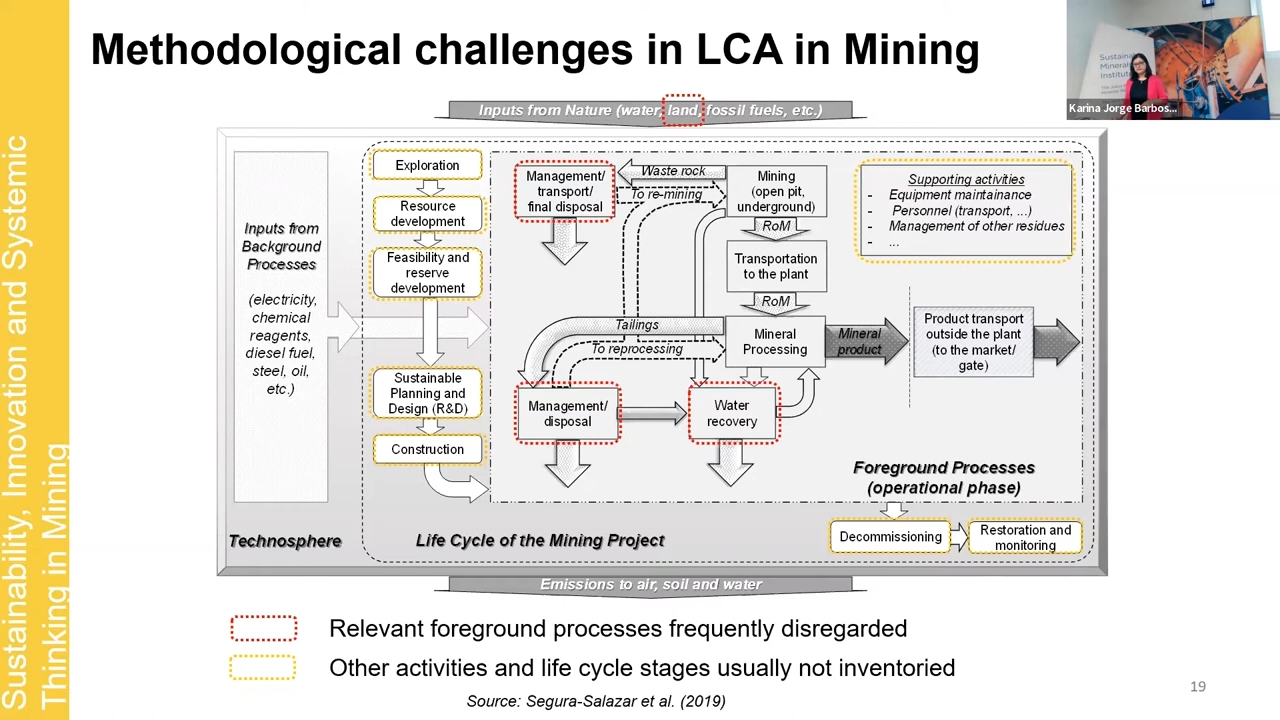 Methodological challenges in LCA in Mining
Sustainable
Minerals
Institute
Karina Jorge Barbos...
Sustainability, Innovation and Systemic
Thinking in Mining
Inputs from Nature (water, land, fossil fuels, etc.)
Inputs from
Background
Processes
(electricity,
chemical
reagents,
diesel fuel,
steel, oil,
etc.)
Technosphere
Exploration
Resource
development
Feasibility and
reserve
development
Sustainable
Planning and
Design (R&D)
Construction
Life Cycle of the Mining Project
Management/
transport/
final disposal
Waste rock
To re-mining
Mining
(open pit,
underground)
RoM
Transportation
to the plant
RoM
Tailings
To reprocessing
Mineral
Processing
Mineral
product
Product transport
outside the plant
(to the market/
gate)
Management/
disposal
Water
recovery
Supporting activities
- Equipment maintainance
- Personnel (transport, ...)
- Management of other residues
- ...
Foreground Processes
(operational phase)
Decommissioning
Restoration and
monitoring
Emissions to air, soil and water
Relevant foreground processes frequently disregarded
Other activities and life cycle stages usually not inventoried
Source: Segura-Salazar et al. (2019)
19